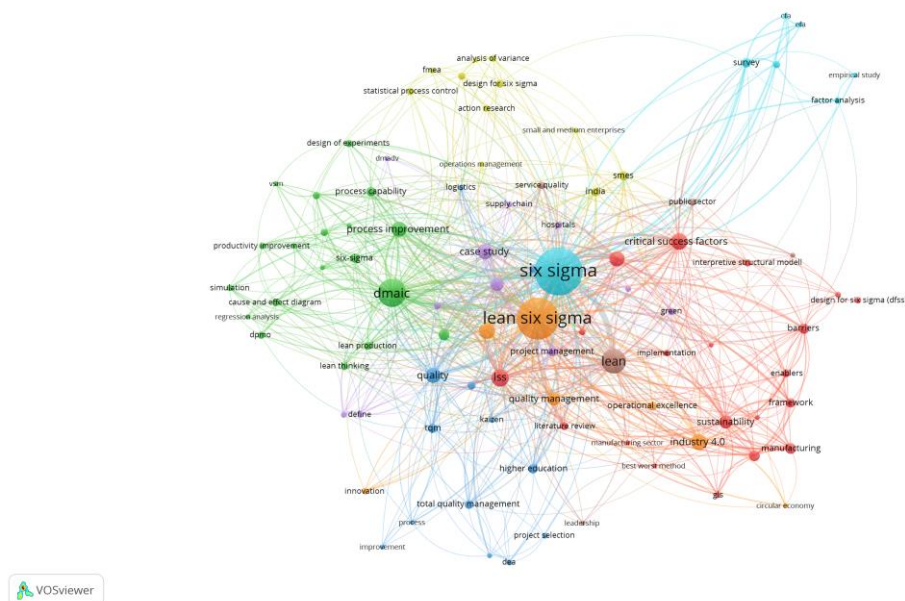 cfa
efa
analysis of variance
survey
fmea
empirical study
design for six sigma
statistical process control
factor analysis
action research
small and medium enterprises
design of experiments
dmadv
operations management
smes
vsm
process capability
logistics
service quality
india
public sector
supply chain
hospitals
process improvement
critical success factors
productivity improvement
case study
six-sigma
interpretive structural modell
six sigma
simulation
dmaic
cause and effect diagram
design for six sigma (dfss
green
regression analysis
lean six sigma
dpmo
barriers
lean production
project management
implementation
lean thinking
lean
enablers
quality
lss
quality management
operational excellence
framework
define
kaizen
sustainability
tqm
literature review
manufacturing sector
industry 4.0
manufacturing
higher education
best worst method
innovation
gls
total quality management
circular economy
process
leadership
project selection
improvement
dea
VOSviewer